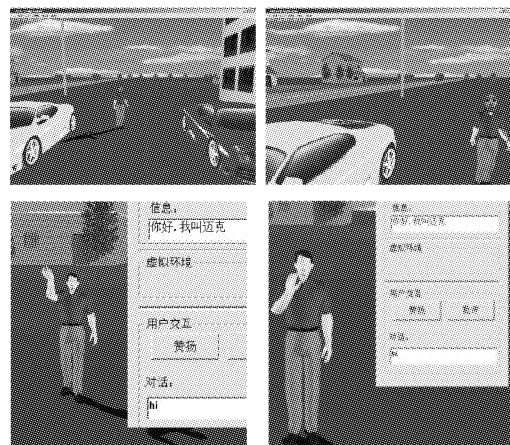 信息：
你好.我叫迈克
虚拟环境
用户交互
赞扬
对话：
hi
信息：
你好.我叫迈克
虚拟环境
用户交互
赞扬
批评
对话：
hi